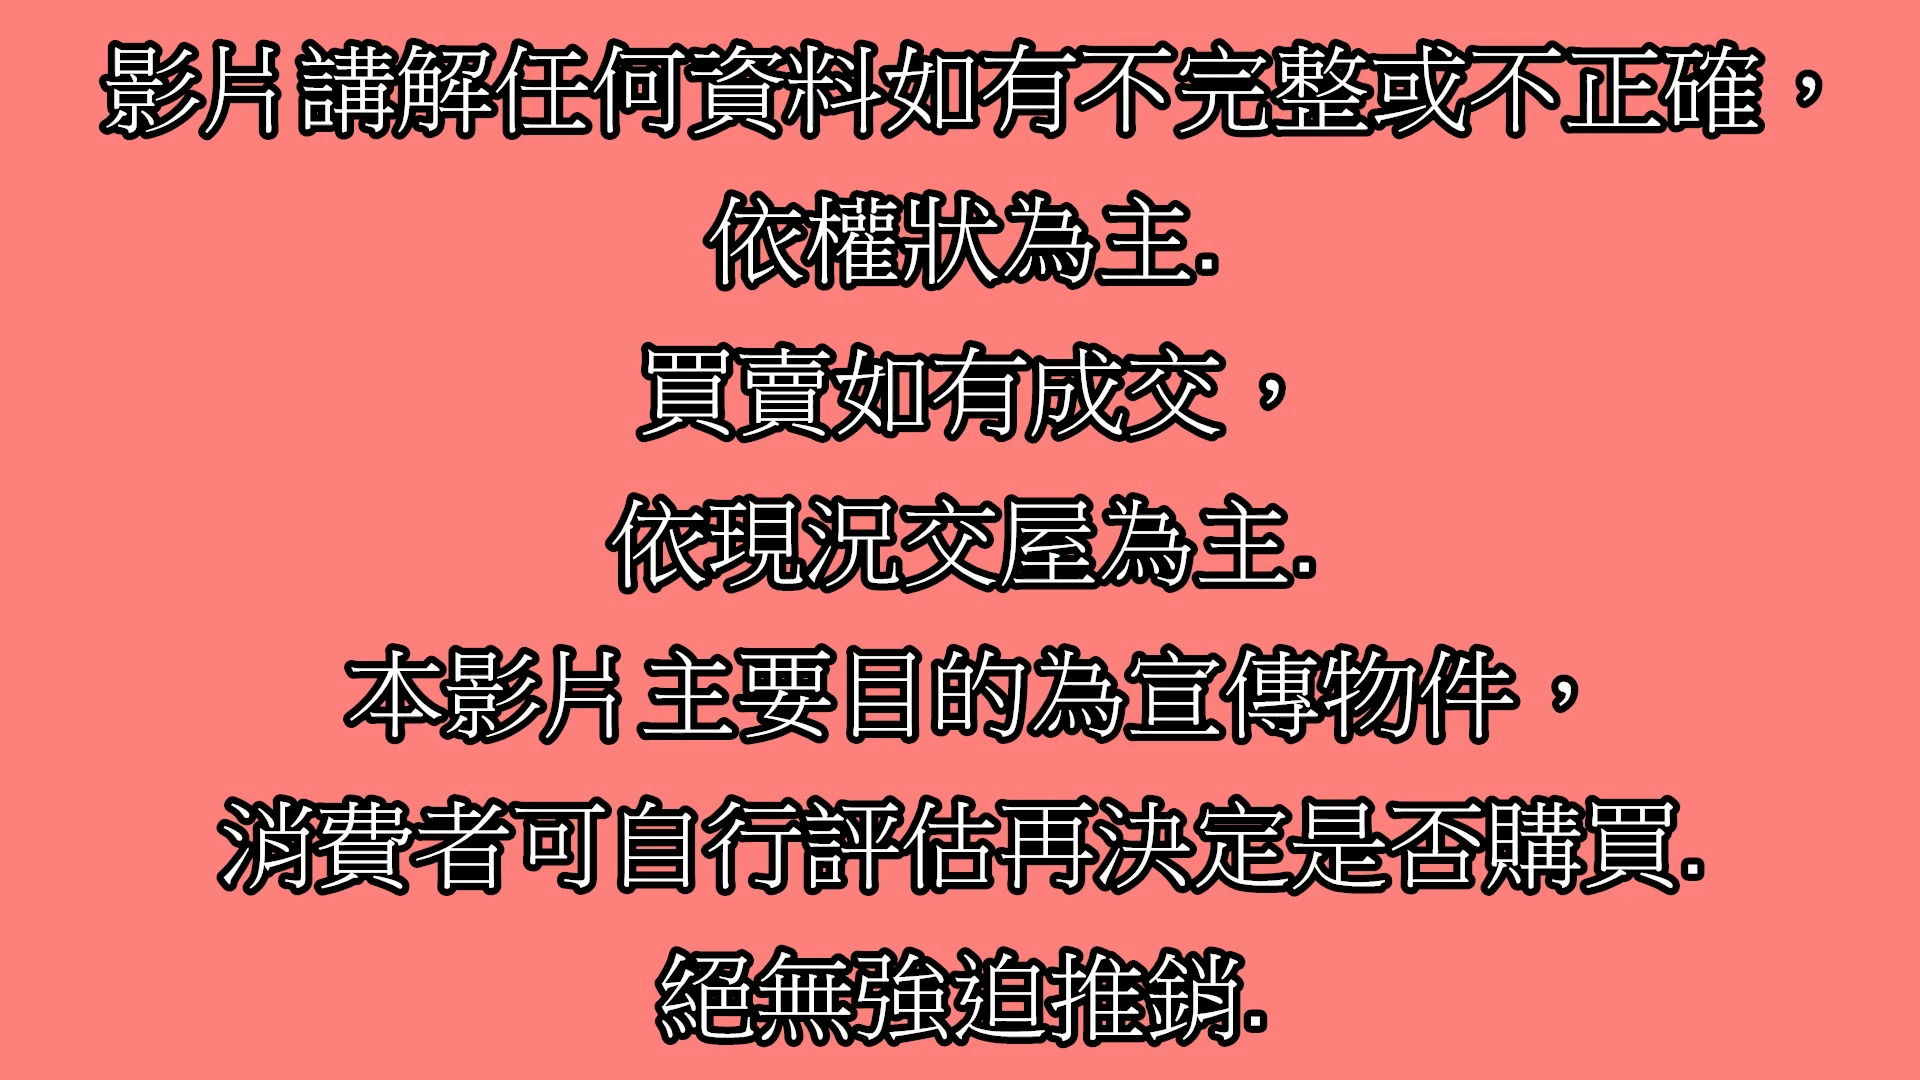 影片講解任何資料如有不完整或不正確，
依權狀為主.
買賣如有成交，
依現況交屋為主.
本影片主要目的為宣傳物件，
消費者可自行評估再決定是否購買.
絕無強迫推銷.